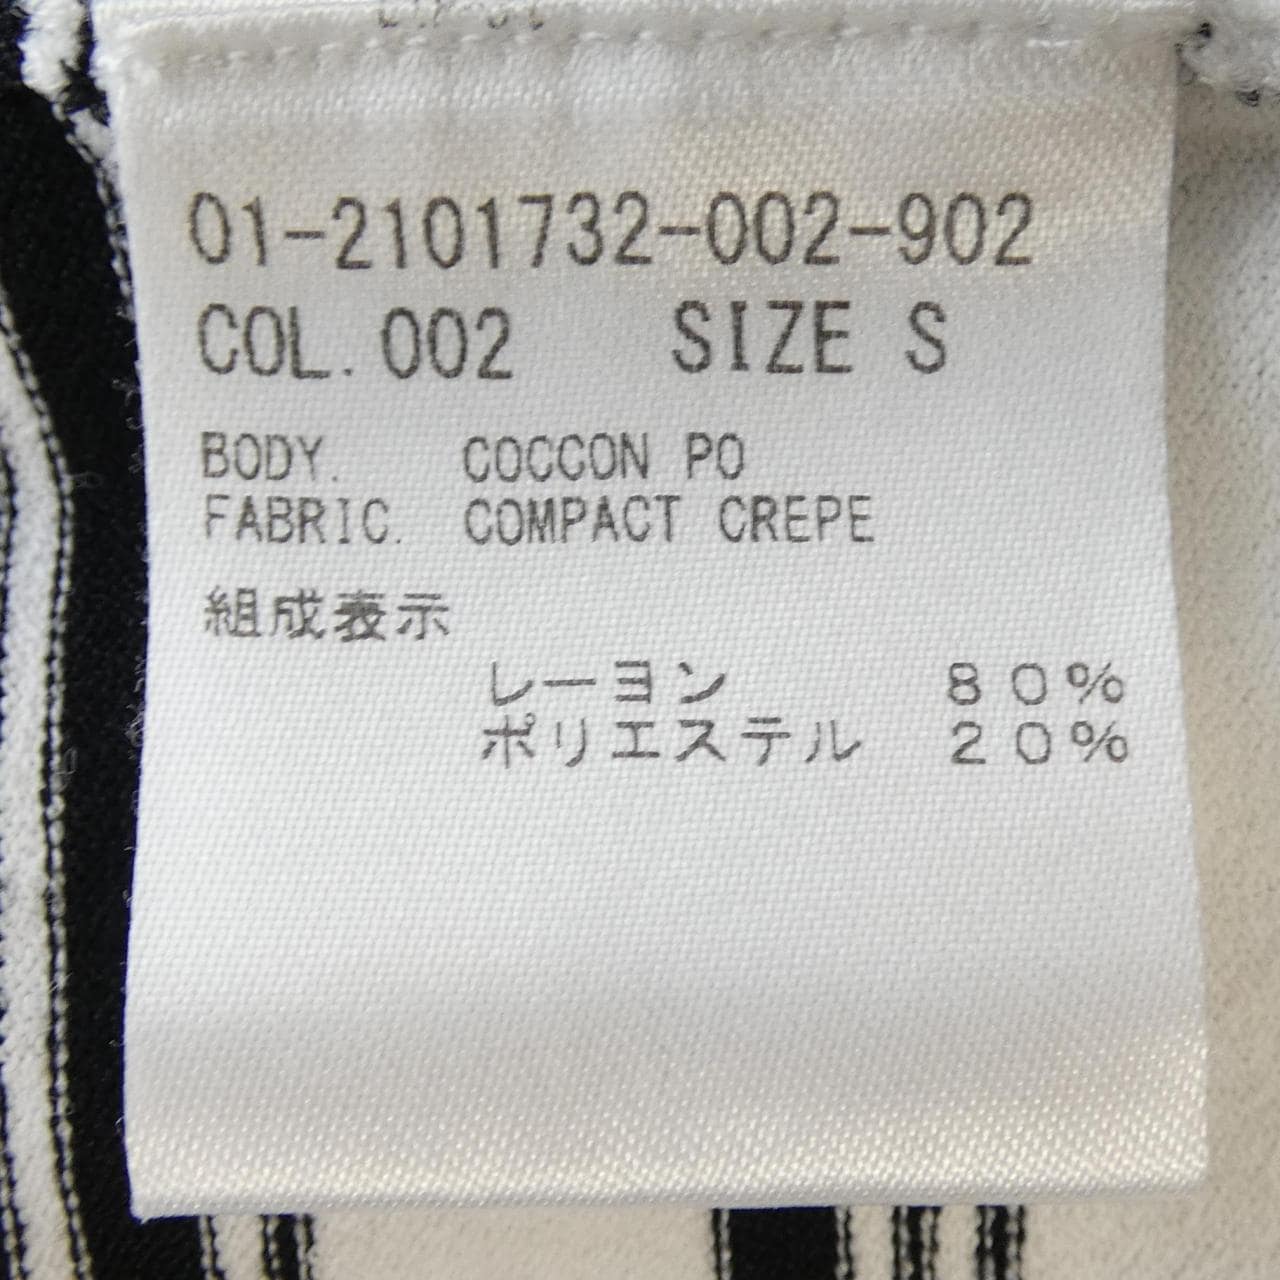 01-2101732-002-902
COL.002 SIZE S
BODY. COCCON PO
FABRIC. COMPACT CREPE
組成表示
レーヨン 80%
ポリエステル 20%